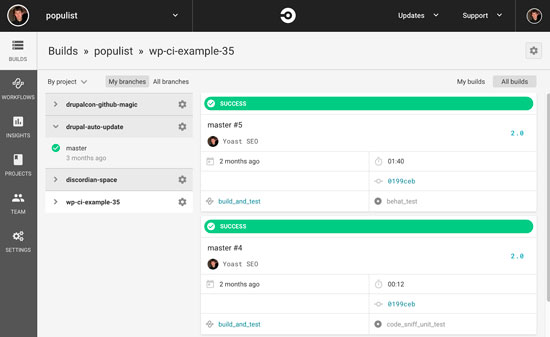 populist
Updates
Support
BUILDS
WORKFLOWS
INSIGHTS
PROJECTS
TEAM
SETTINGS
Builds » populist » wp-ci-example-35
By project
My branches
All branches
My builds
All builds
drupalcon-github-magic
drupal-auto-update
master
3 months ago
discordian-space
wp-ci-example-35
SUCCESS
master #5
2.0
Yoast SEO
2 months ago
01:40
0199ceb
build_and_test
behat_test
SUCCESS
master #4
2.0
Yoast SEO
2 months ago
00:12
0199ceb
build_and_test
code_sniff_unit_test